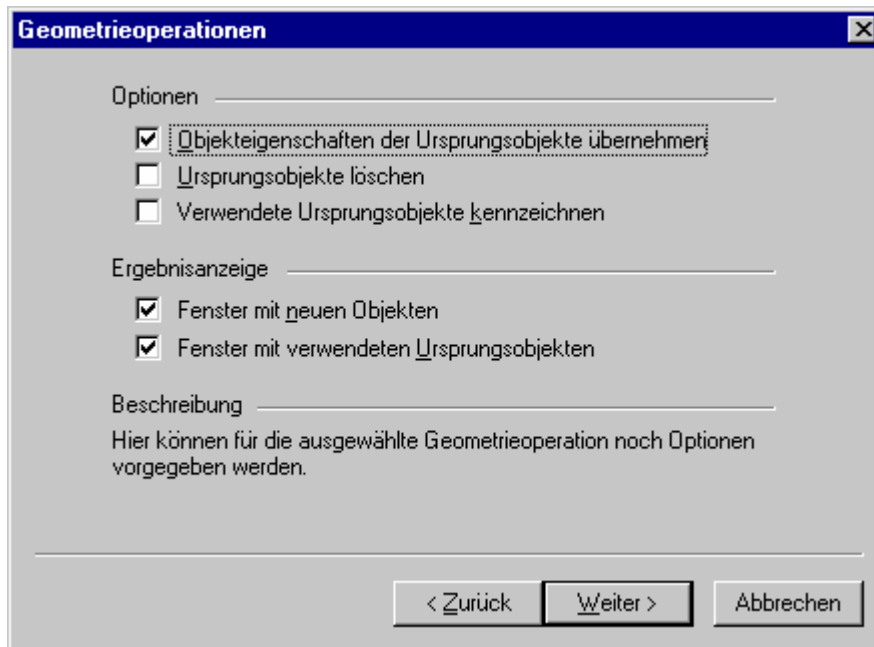 Geometrieoperationen
Optionen
Objekteigenschaften der Ursprungsobjekte übernehmen
Ursprungsobjekte löschen
Verwendete Ursprungsobjekte kennzeichnen
Ergebnisanzeige
Fenster mit neuen Objekten
Fenster mit verwendeten Ursprungsobjekten
Beschreibung
Hier können für die ausgewählte Geometrieoperation noch Optionen
vorgegeben werden.
< Zurück Weiter > Abbrechen